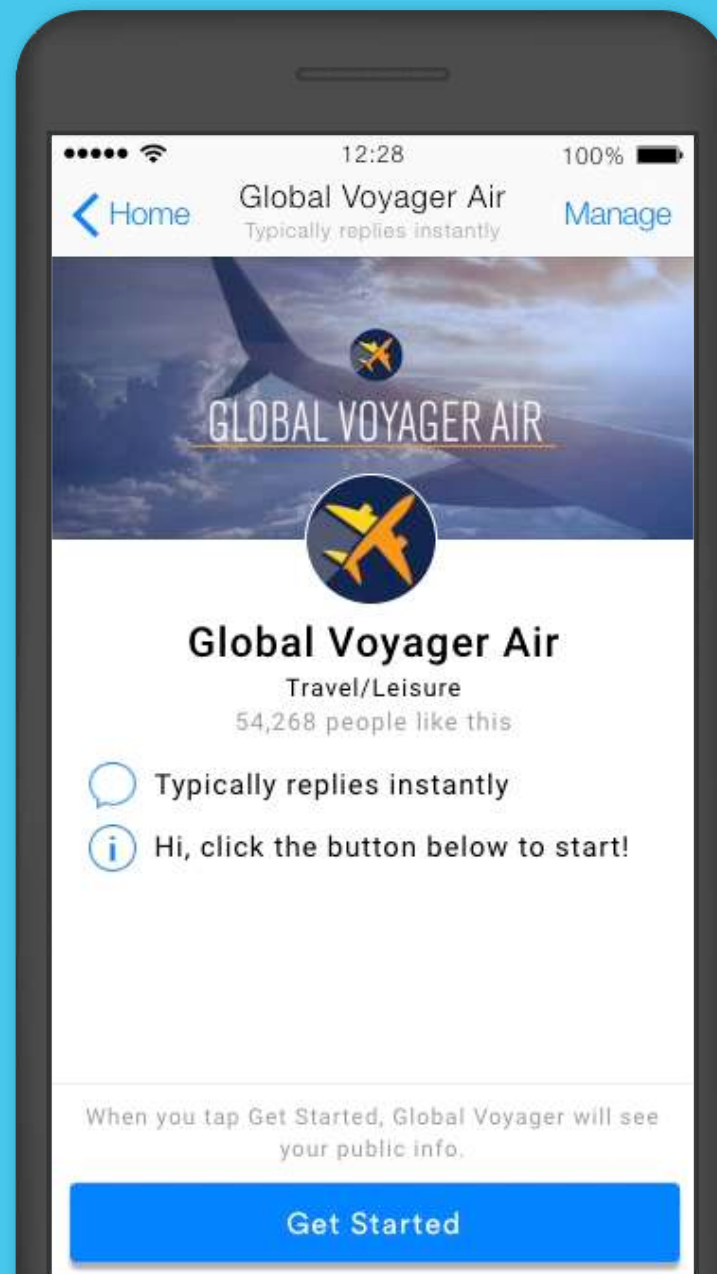 12:28
100%
Home
Global Voyager Air
Typically replies instantly
Manage
GLOBAL VOYAGER AIR
Global Voyager Air
Travel/Leisure
54,268 people like this
Typically replies instantly
Hi, click the button below to start!
When you tap Get Started, Global Voyager will see
your public info.
Get Started